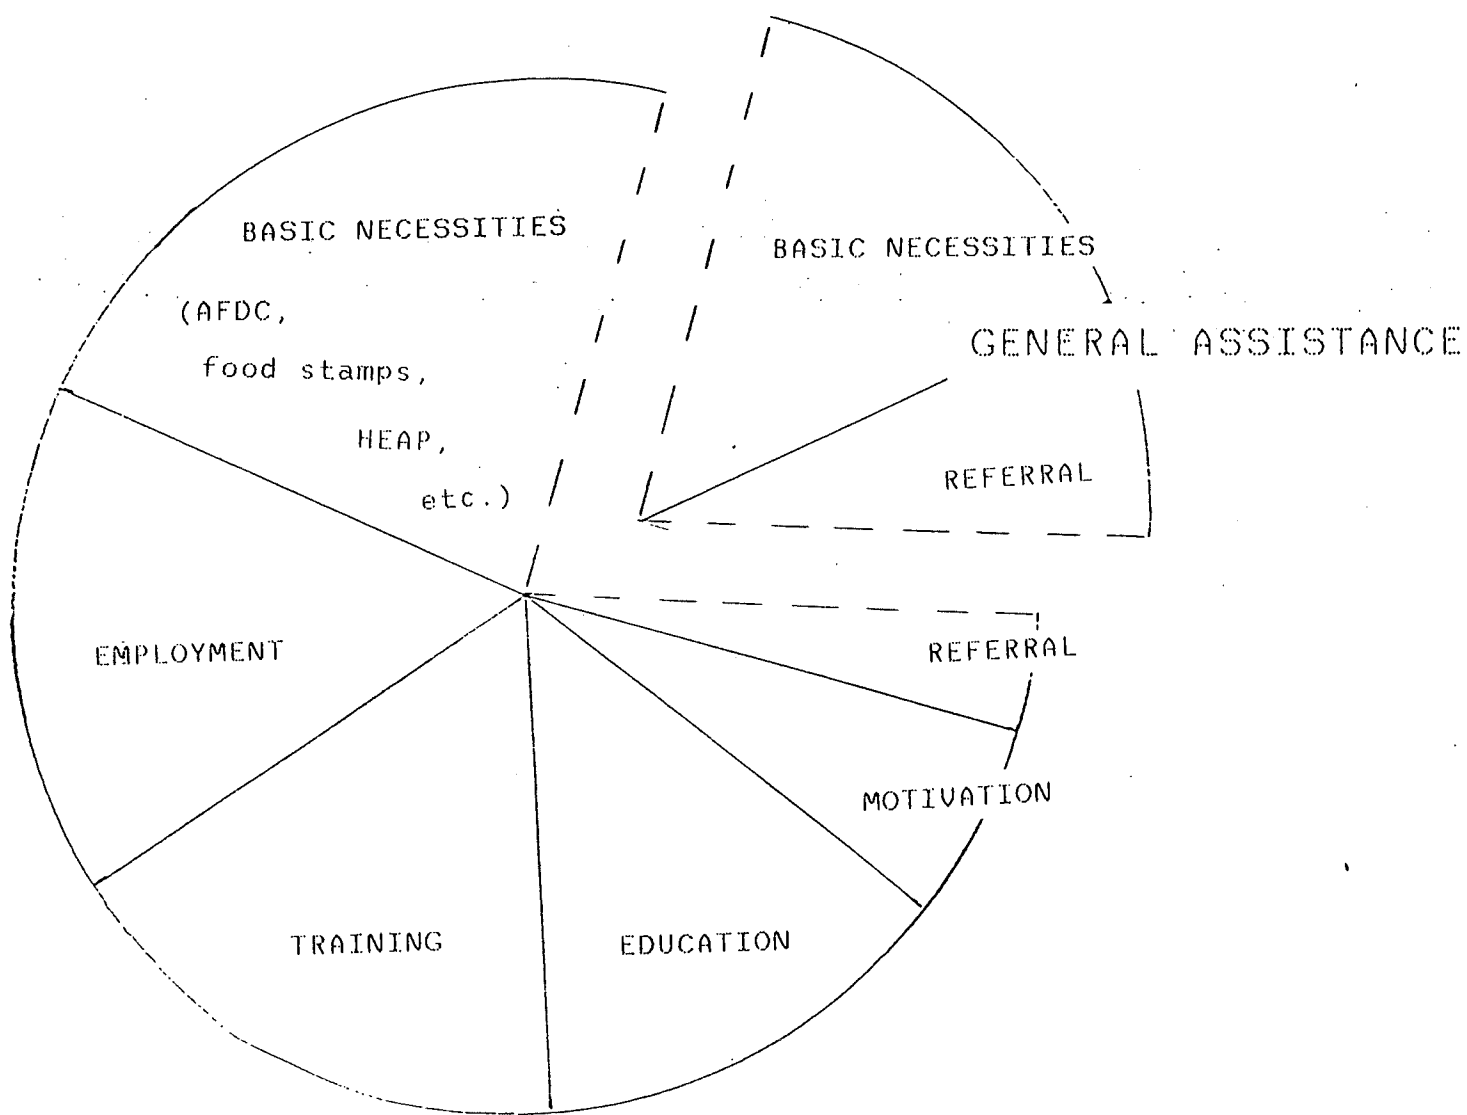 BASIC NECESSITIES
(AFDC,
food stamps,
HEAP,
etc.)
BASIC NECESSITIES
GENERAL ASSISTANCE
REFERRAL
REFERRAL
MOTIVATION
EDUCATION
TRAINING
EMPLOYMENT